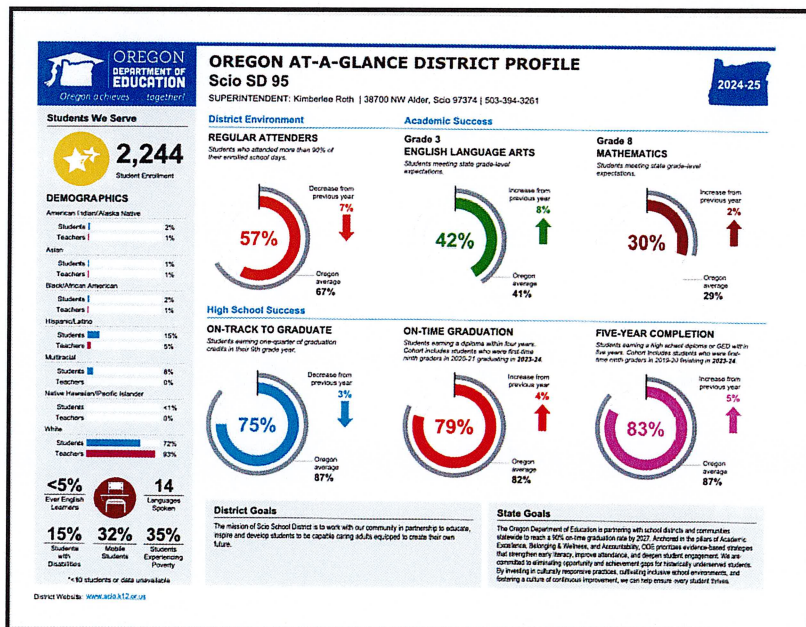 OREGON
DEPARTMENT OF
EDUCATION
Oregon achieves . . . together!
OREGON AT-A-GLANCE DISTRICT PROFILE
Scio SD 95
SUPERINTENDENT: Kimberlee Roth | 38700 NW Alder, Scio 97374 | 503-394-3261
2024-25
Students We Serve
2,244
Student Enrollment
DEMOGRAPHICS
American Indian/Alaska Native
Students 2%
Teachers 1%
Asian
Students 1%
Teachers 1%
Black/African American
Students 2%
Teachers 1%
Hispanic/Latino
Students 15%
Teachers 5%
Multiracial
Students 8%
Teachers 0%
Native Hawaiian/Pacific Islander
Students <1%
Teachers 0%
White
Students 72%
Teachers 93%
<5%
Ever English
Learners
14
Languages
Spoken
15%
Students
with
Disabilities
32%
Mobile
Students
35%
Students
Experiencing
Poverty
*<10 students or data unavailable
District Environment
REGULAR ATTENDERS
Students who attended more than 90% of
their enrolled school days.
57%
Decrease from
previous year
7%
Oregon
average
67%
Academic Success
Grade 3
ENGLISH LANGUAGE ARTS
Students meeting state grade-level
expectations.
42%
Increase from
previous year
8%
Oregon
average
41%
Grade 8
MATHEMATICS
Students meeting state grade-level
expectations.
30%
Increase from
previous year
2%
Oregon
average
29%
High School Success
ON-TRACK TO GRADUATE
Students earning one-quarter of graduation
credits in their 9th grade year.
75%
Decrease from
previous year
3%
Oregon
average
87%
ON-TIME GRADUATION
Students earning a diploma within four years.
Cohort includes students who were first-time
ninth graders in 2020-21 graduating in 2023-24.
79%
Increase from
previous year
4%
Oregon
average
82%
FIVE-YEAR COMPLETION
Students earning a high school diploma or GED within
five years. Cohort includes students who were first-
time ninth graders in 2019-20 finishing in 2023-24.
83%
Increase from
previous year
5%
Oregon
average
87%
District Goals
The mission of Scio School District is to work with our community in partnership to educate,
inspire and develop students to be capable caring adults equipped to create their own
future.
State Goals
The Oregon Department of Education is partnering with school districts and communities
statewide to reach a 90% on-time graduation rate by 2027. Anchored in the pillars of Academic
Excellence, Belonging & Wellness, and Accountability, ODE prioritizes evidence-based strategies
that strengthen early literacy, improve attendance, and deepen student engagement. We are
committed to eliminating opportunity and achievement gaps for historically underserved students.
By investing in culturally responsive practices, cultivating inclusive school environments, and
fostering a culture of continuous improvement, we can help ensure every student thrives.
District Website: www.scio.k12.or.us